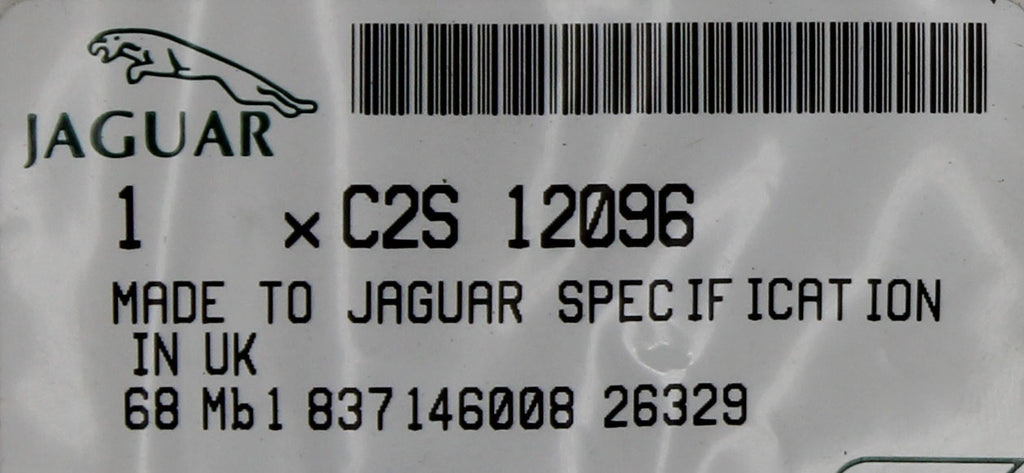 JAGUAR
1 x C2S 12096
MADE TO JAGUAR SPECIFICATION
IN UK
68 Mb1 837146008 26329